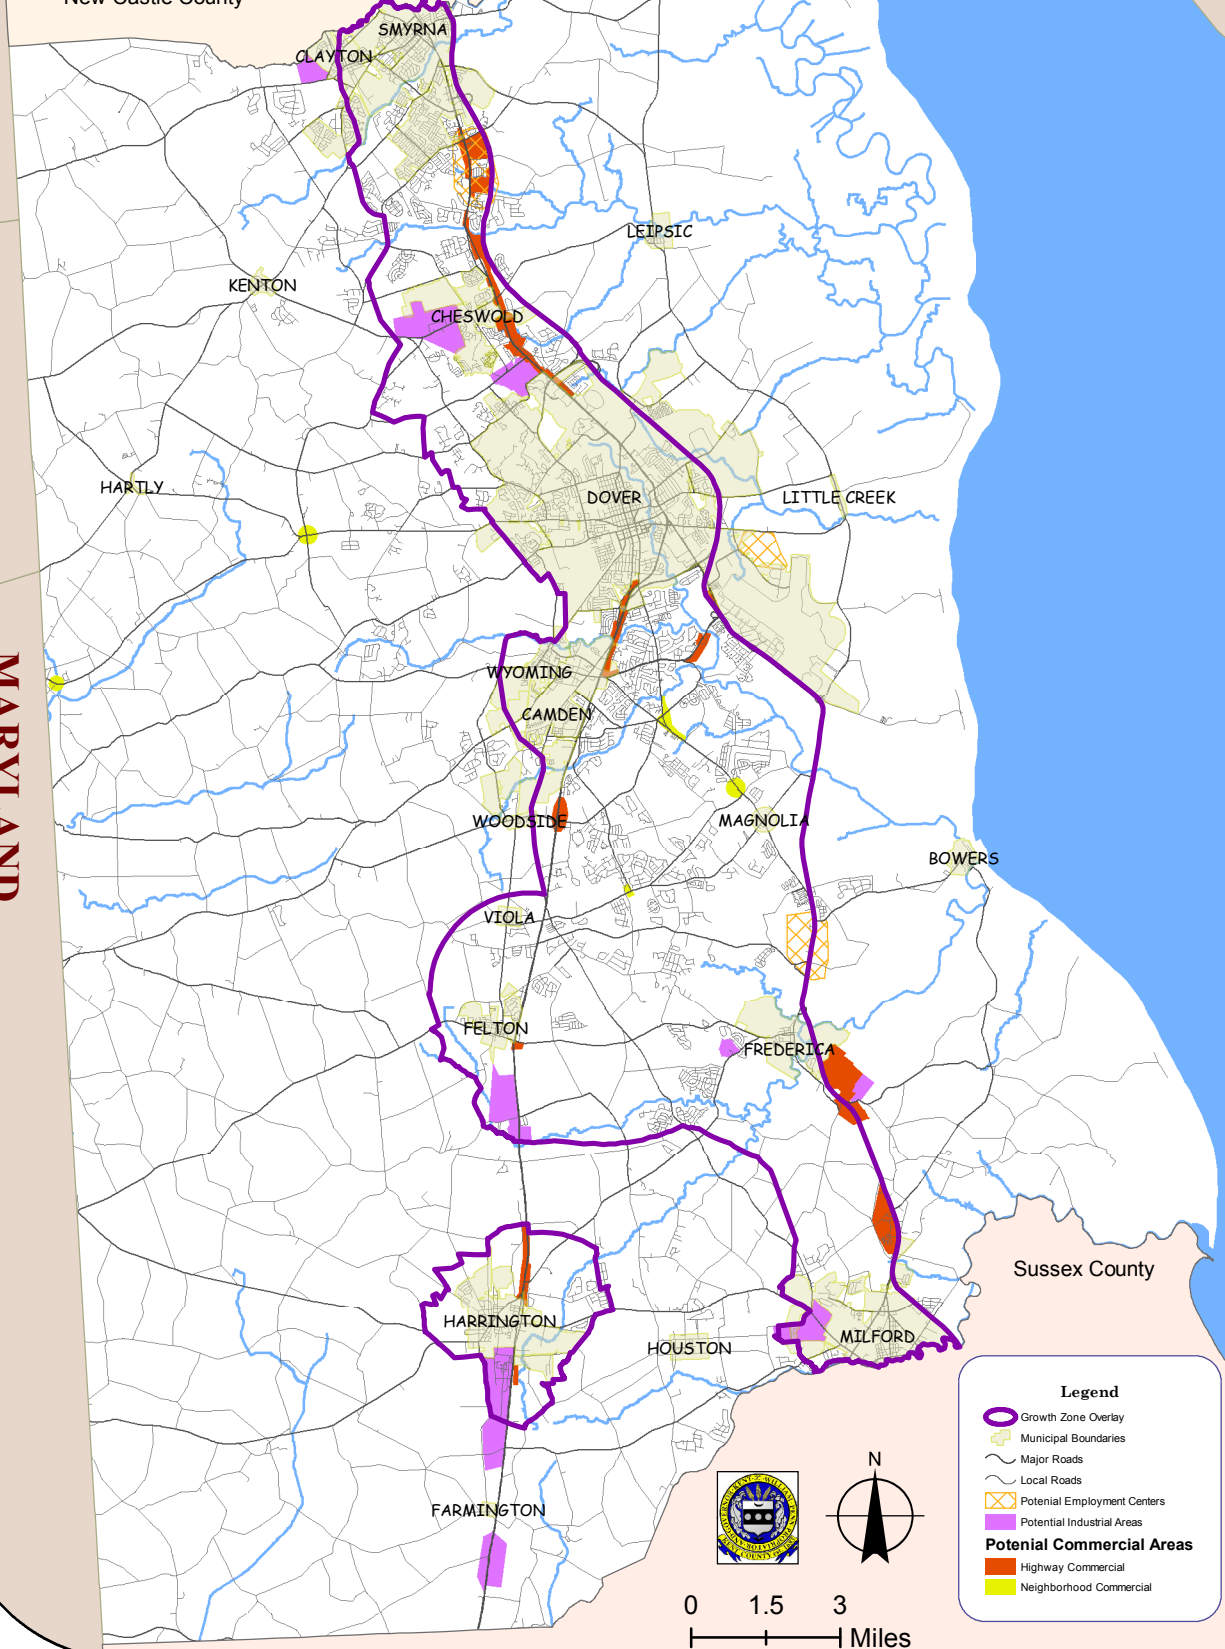 New Castle County
SMYRNA
CLAYTON
LEIPSIC
KENTON
CHESWOLD
HARTLY
DOVER
LITTLE CREEK
MARYLAND
WYOMING
CAMDEN
WOODSIDE
MAGNOLIA
BOWERS
VIOLA
FELTON
FREDERICA
Sussex County
HARRINGTON
MILFORD
HOUSTON
FARMINGTON
Legend
Growth Zone Overlay
Municipal Boundaries
Major Roads
Local Roads
Potenial Employment Centers
Potenial Industrial Areas
Potenial Commercial Areas
Highway Commercial
Neighborhood Commercial
N
0 1.5 3
Miles